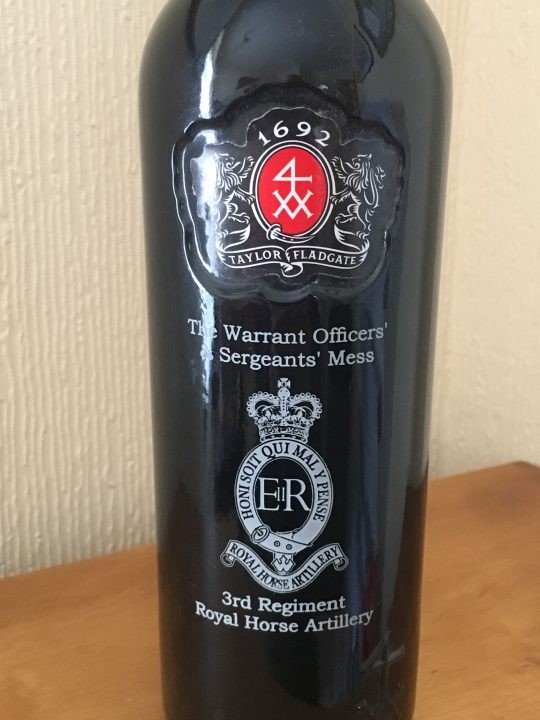 1692
4XX
TAYLOR FLADGATE
The Warrant Officers'
& Sergeants' Mess
HONI SOIT QUI MAL Y PENSE
EIIR
ROYAL HORSE ARTILLERY
3rd Regiment
Royal Horse Artillery